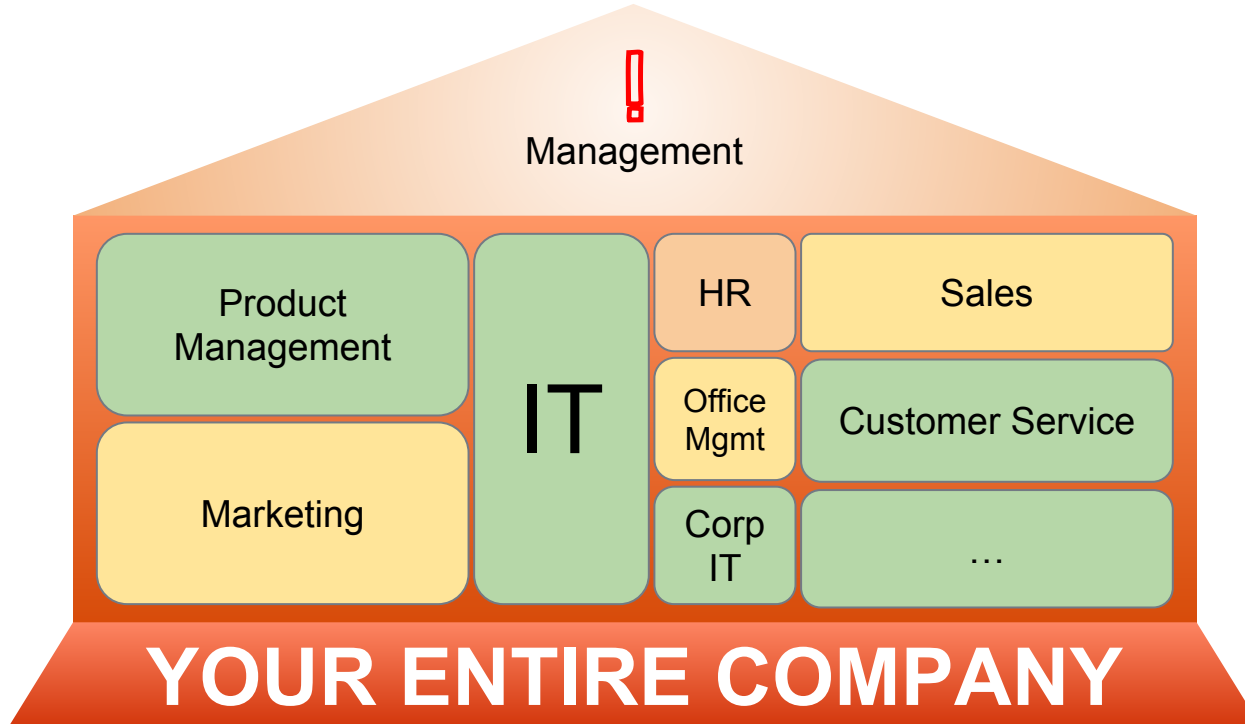 !
Management
Product
Management
Marketing
IT
HR
Office
Mgmt
Corp
IT
Sales
Customer Service
…
YOUR ENTIRE COMPANY